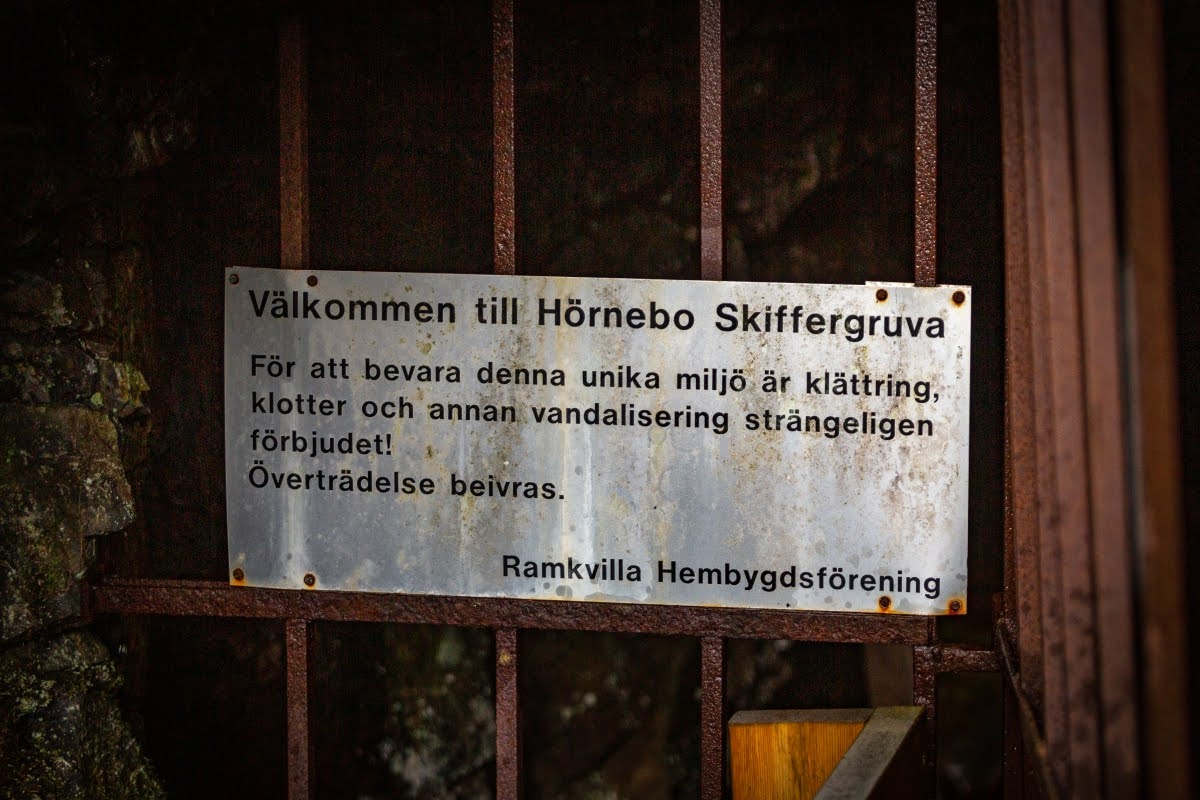 Välkommen till Hörnebo Skiffergruva
För att bevara denna unika miljö är klättring,
klotter och annan vandalisering strängeligen
förbjudet!
Överträdelse beivras.
Ramkvilla Hembygdsförening